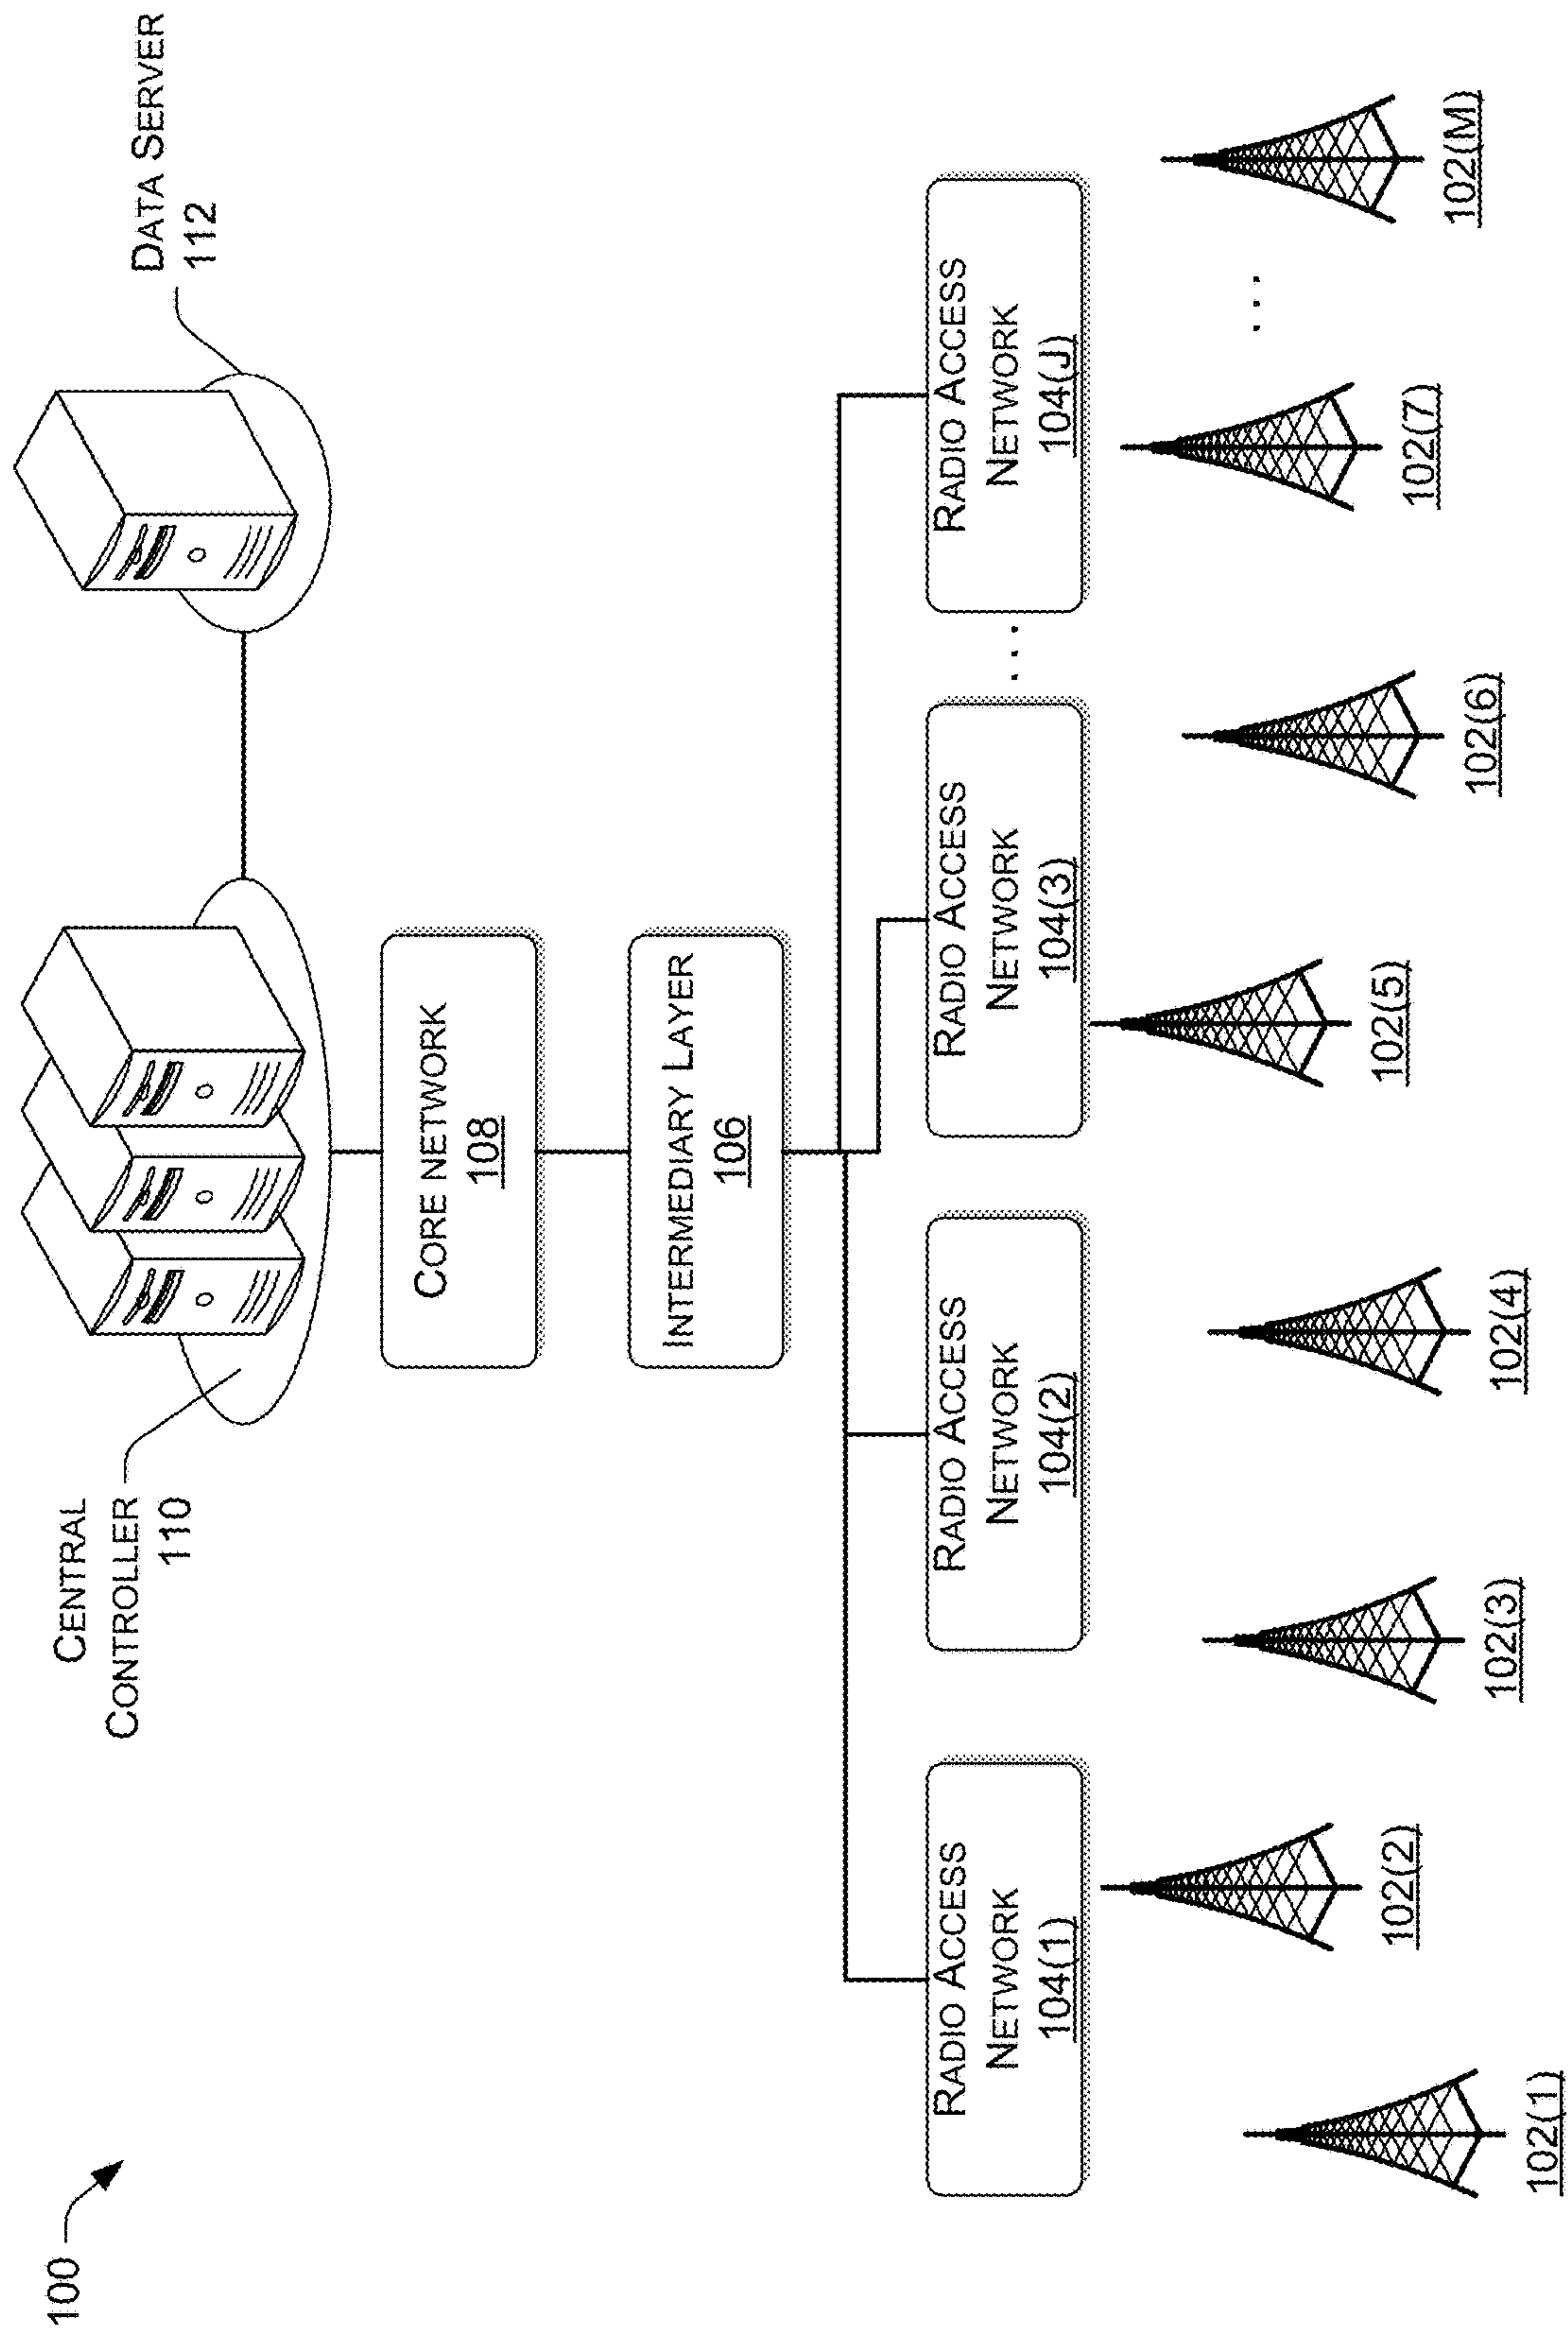 100
CENTRAL
CONTROLLER
110
DATA SERVER
112
CORE NETWORK
108
INTERMEDIARY LAYER
106
RADIO ACCESS
NETWORK
104(1)
RADIO ACCESS
NETWORK
104(2)
RADIO ACCESS
NETWORK
104(3)
...
RADIO ACCESS
NETWORK
104(J)
102(1)
102(2)
102(3)
102(4)
102(5)
102(6)
102(7)
...
102(M)